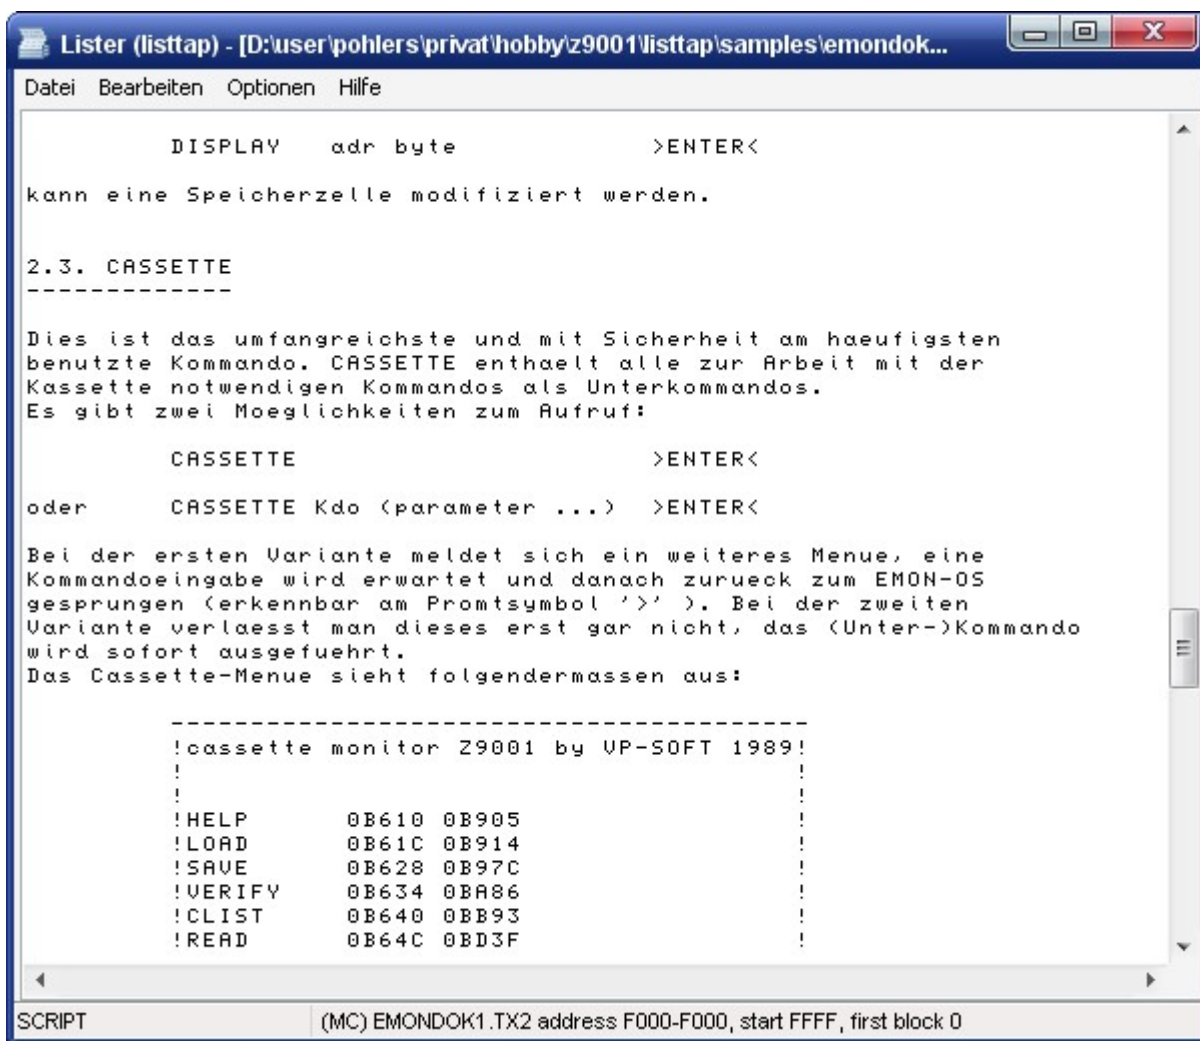 Lister (listtap) - [D:\user\pohlers\privat\hobby\z9001\listtap\samples\emondok...
Datei Bearbeiten Optionen Hilfe
DISPLAY adr byte >ENTER<
kann eine Speicherzelle modifiziert werden.
2.3. CASSETTE
-------------
Dies ist das umfangreichste und mit Sicherheit am haeufigsten
benutzte Kommando. CASSETTE enthaelt alle zur Arbeit mit der
Kassette notwendigen Kommandos als Unterkommandos.
Es gibt zwei Moeglichkeiten zum Aufruf:
CASSETTE >ENTER<
oder CASSETTE Kdo (parameter ...) >ENTER<
Bei der ersten Variante meldet sich ein weiteres Menue, eine
Kommandoeingabe wird erwartet und danach zurueck zum EMON-OS
gesprungen (erkennbar am Promtsymbol '>' ). Bei der zweiten
Variante verlaesst man dieses erst gar nicht, das (Unter-)Kommando
wird sofort ausgefuehrt.
Das Cassette-Menue sieht folgendermassen aus:
----------------------------------------
!cassette monitor Z9001 by VP-SOFT 1989!
! !
! !
!HELP 0B610 0B905 !
!LOAD 0B61C 0B914 !
!SAVE 0B628 0B97C !
!VERIFY 0B634 0BA86 !
!CLIST 0B640 0BB93 !
!READ 0B64C 0BD3F !
SCRIPT (MC) EMONDOK1.TX2 address F000-F000, start FFFF, first block 0